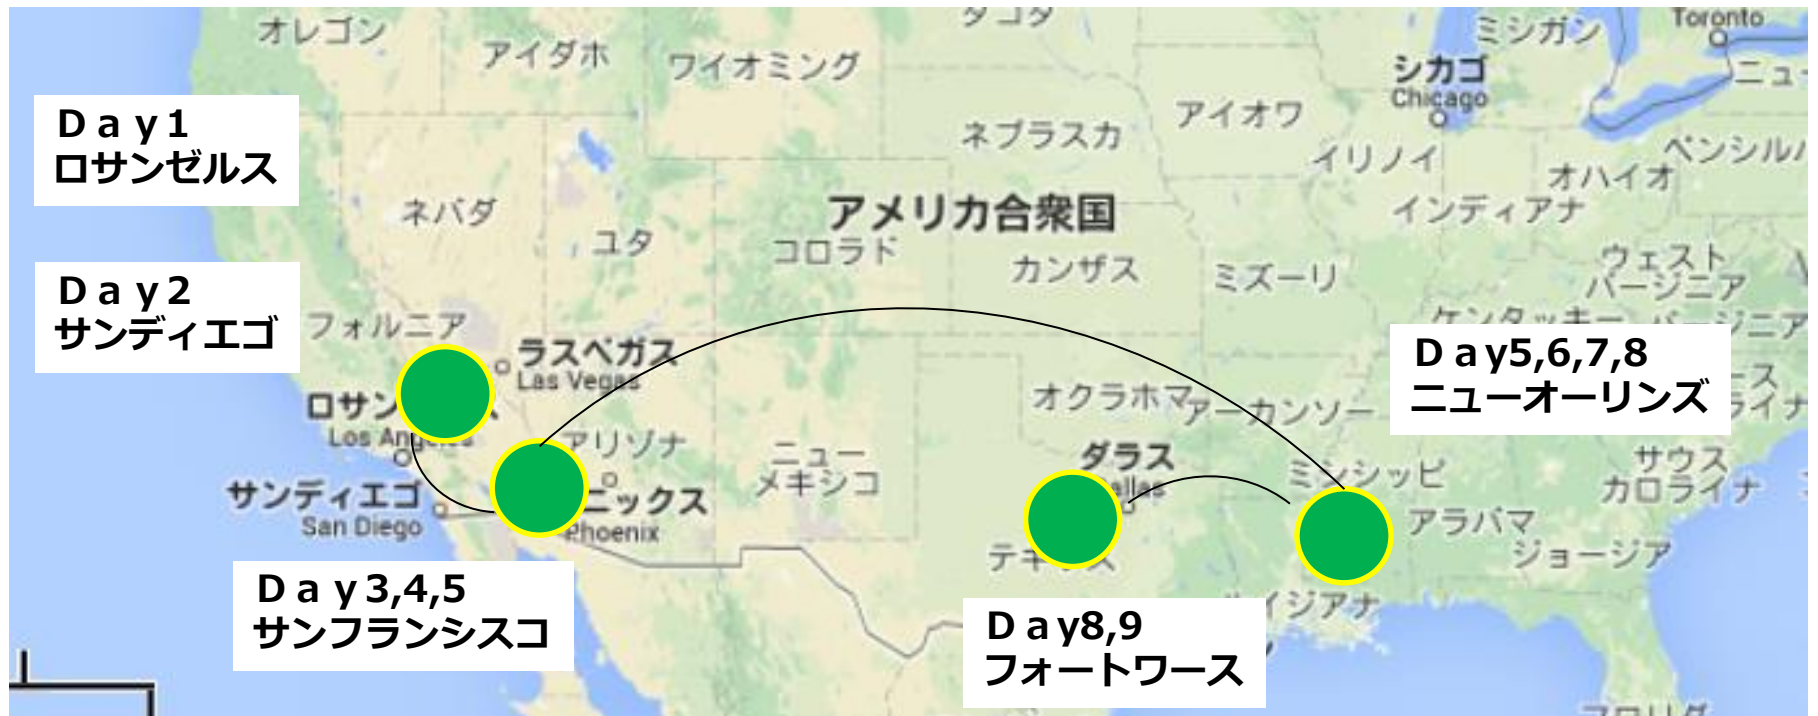 オレゴン
アイダホ
ワイオミング
ミシガン
Toronto
シカゴ
Chicago
Ｄａｙ1
ロサンゼルス
ネブラスカ
アイオワ
イリノイ
オハイオ
インディアナ
ネバダ
ユタ
アメリカ合衆国
コロラド
カンザス
ミズーリ
ウェスト
バージニア
Ｄａｙ2
サンディエゴ
フォルニア
ラスベガス
Las Vegas
Ｄａy5,6,7,8
ニューオーリンズ
オクラホマ
アーカンソー
ロサン
Los Angeles
アリゾナ
ニュー
メキシコ
ダラス
ミシシッピ
サウス
カロライナ
サンディエゴ
San Diego
ニックス
Phoenix
アラバマ
ジョージア
Ｄａｙ3,4,5
サンフランシスコ
Ｄａy8,9
フォートワース
イジアナ